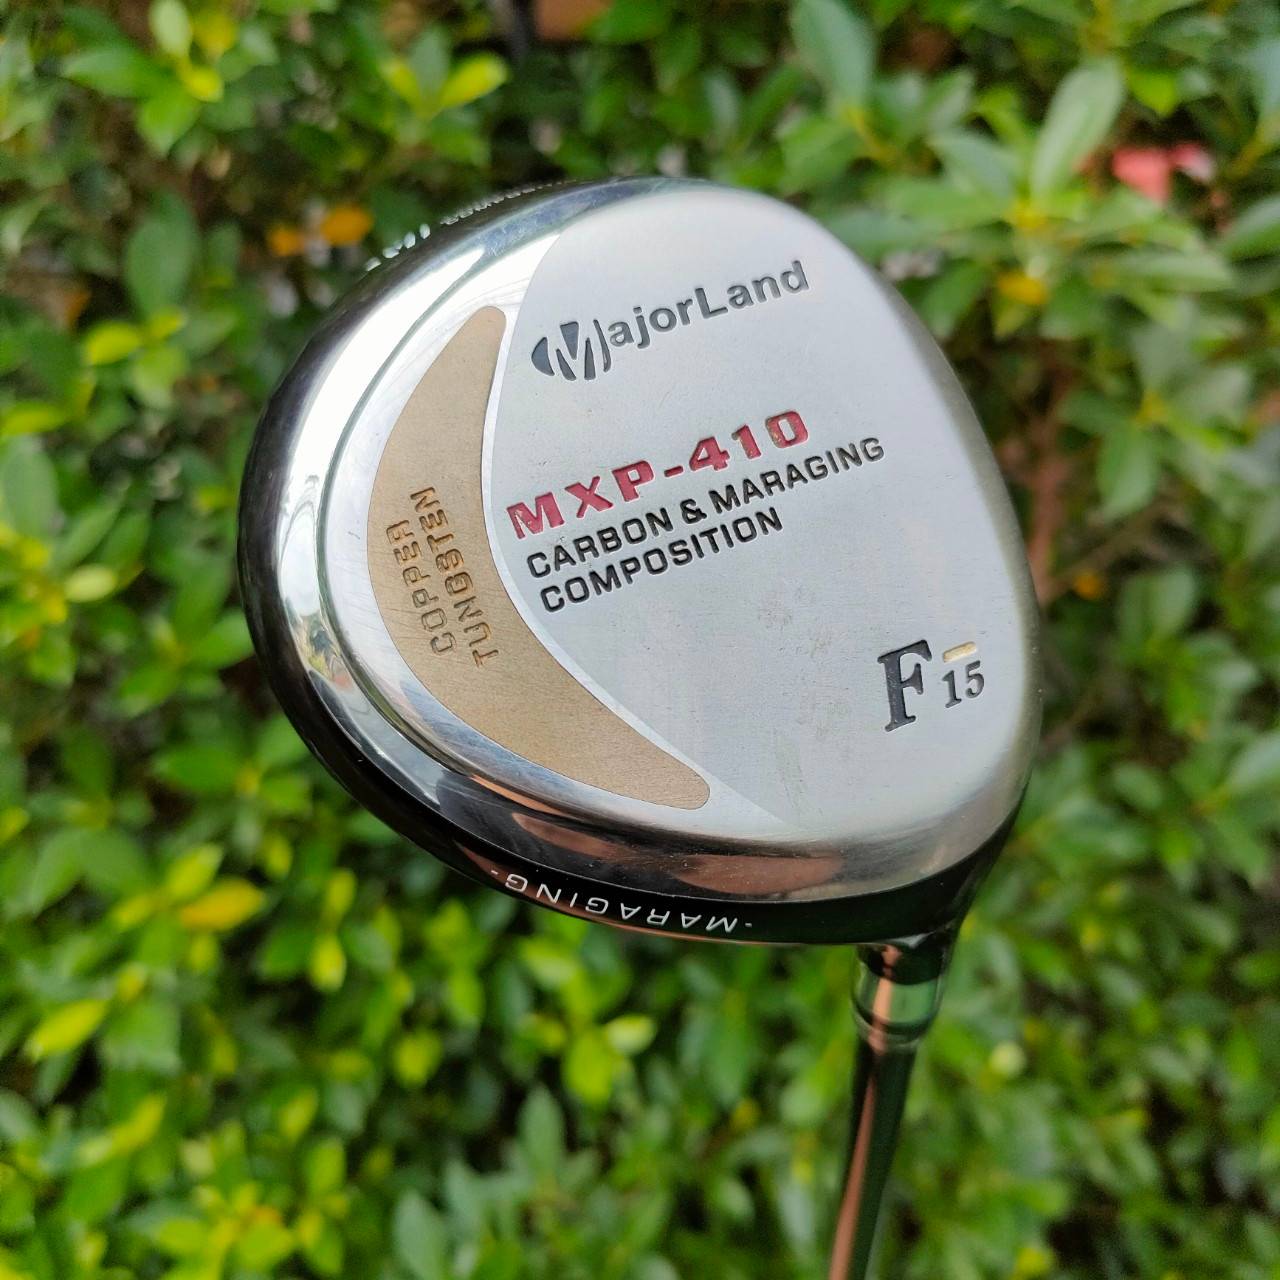 MajorLand
MXP-410
CARBON & MARAGING
COMPOSITION
COPPER
TUNGSTEN
F 15
-MARAGING-